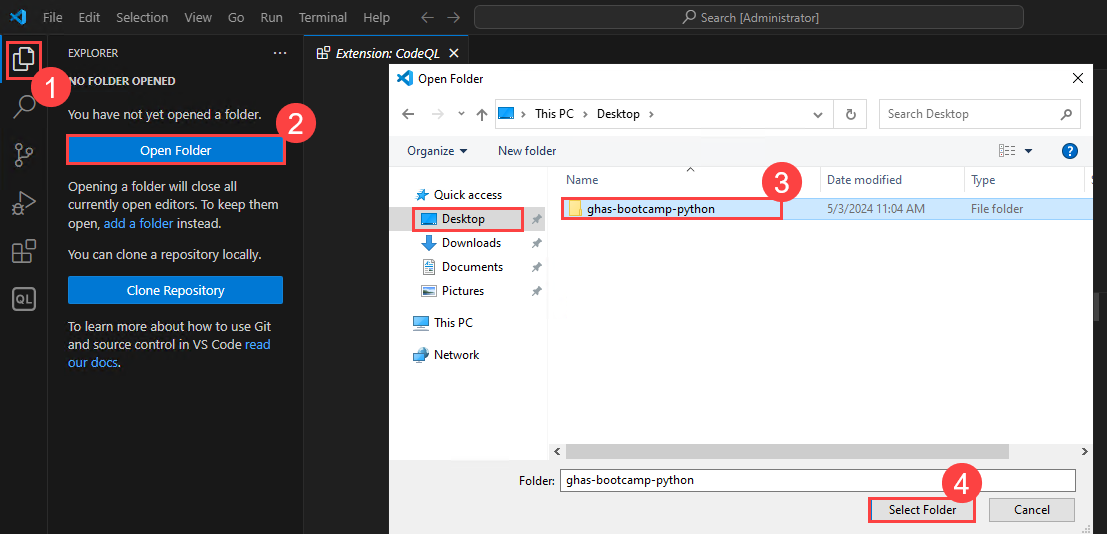 File Edit Selection View Go Run Terminal Help Search [Administrator]
EXPLORER
NO FOLDER OPENED
1
You have not yet opened a folder.
2
Open Folder
Opening a folder will close all
currently open editors. To keep them
open, add a folder instead.
You can clone a repository locally.
Clone Repository
To learn more about how to use Git
and source control in VS Code read
our docs.
QL
Extension: CodeQL
Open Folder
This PC Desktop
Search Desktop
Organize New folder
?
Quick access
Desktop
Downloads
Documents
Pictures
This PC
Network
Name Date modified Type S
3
ghas-bootcamp-python 5/3/2024 11:04 AM File folder
Folder: ghas-bootcamp-python
4
Select Folder Cancel